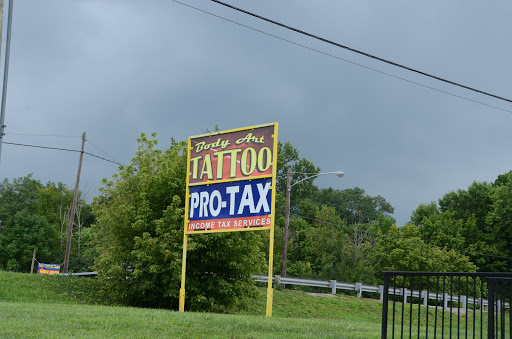 Body Art
TATTOO
PRO-TAX
INCOME TAX SERVICES